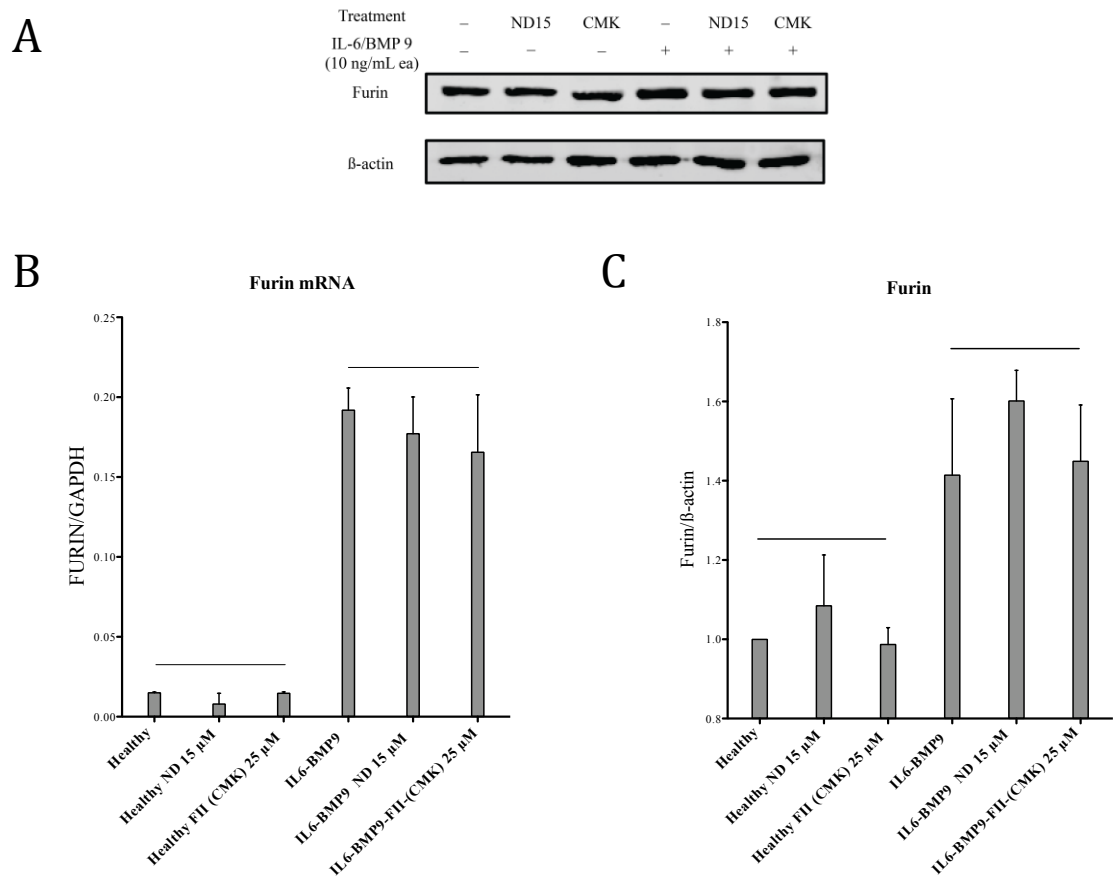 A
Treatment – ND15 CMK – ND15 CMK
IL-6/BMP 9 – – – + + +
(10 ng/mL ea)
Furin
ß-actin
B
Furin mRNA
FURIN/GAPDH
0.25
0.20
0.15
0.10
0.05
0.00
Healthy
Healthy ND 15 µM
Healthy FII (CMK) 25 µM
IL6-BMP9
IL6-BMP9 ND 15 µM
IL6-BMP9-FII-(CMK) 25 µM
C
Furin
Furin/ß-actin
1.8
1.6
1.4
1.2
1.0
0.8
Healthy
Healthy ND 15 µM
Healthy FII (CMK) 25 µM
IL6-BMP9
IL6-BMP9 ND 15 µM
IL6-BMP9-FII-(CMK) 25 µM